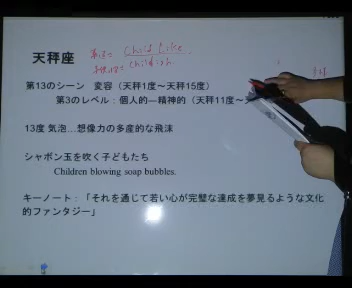 天秤座
Child Like
childish
第13のシーン 変容（天秤1度〜天秤15度）
第3のレベル：個人的―精神的（天秤11度〜
13度 気泡…想像力の多産的な飛沫
シャボン玉を吹く子どもたち
Children blowing soap bubbles.
キーノート：「それを通じて若い心が完璧な達成を夢見るような文化
的ファンタジー」